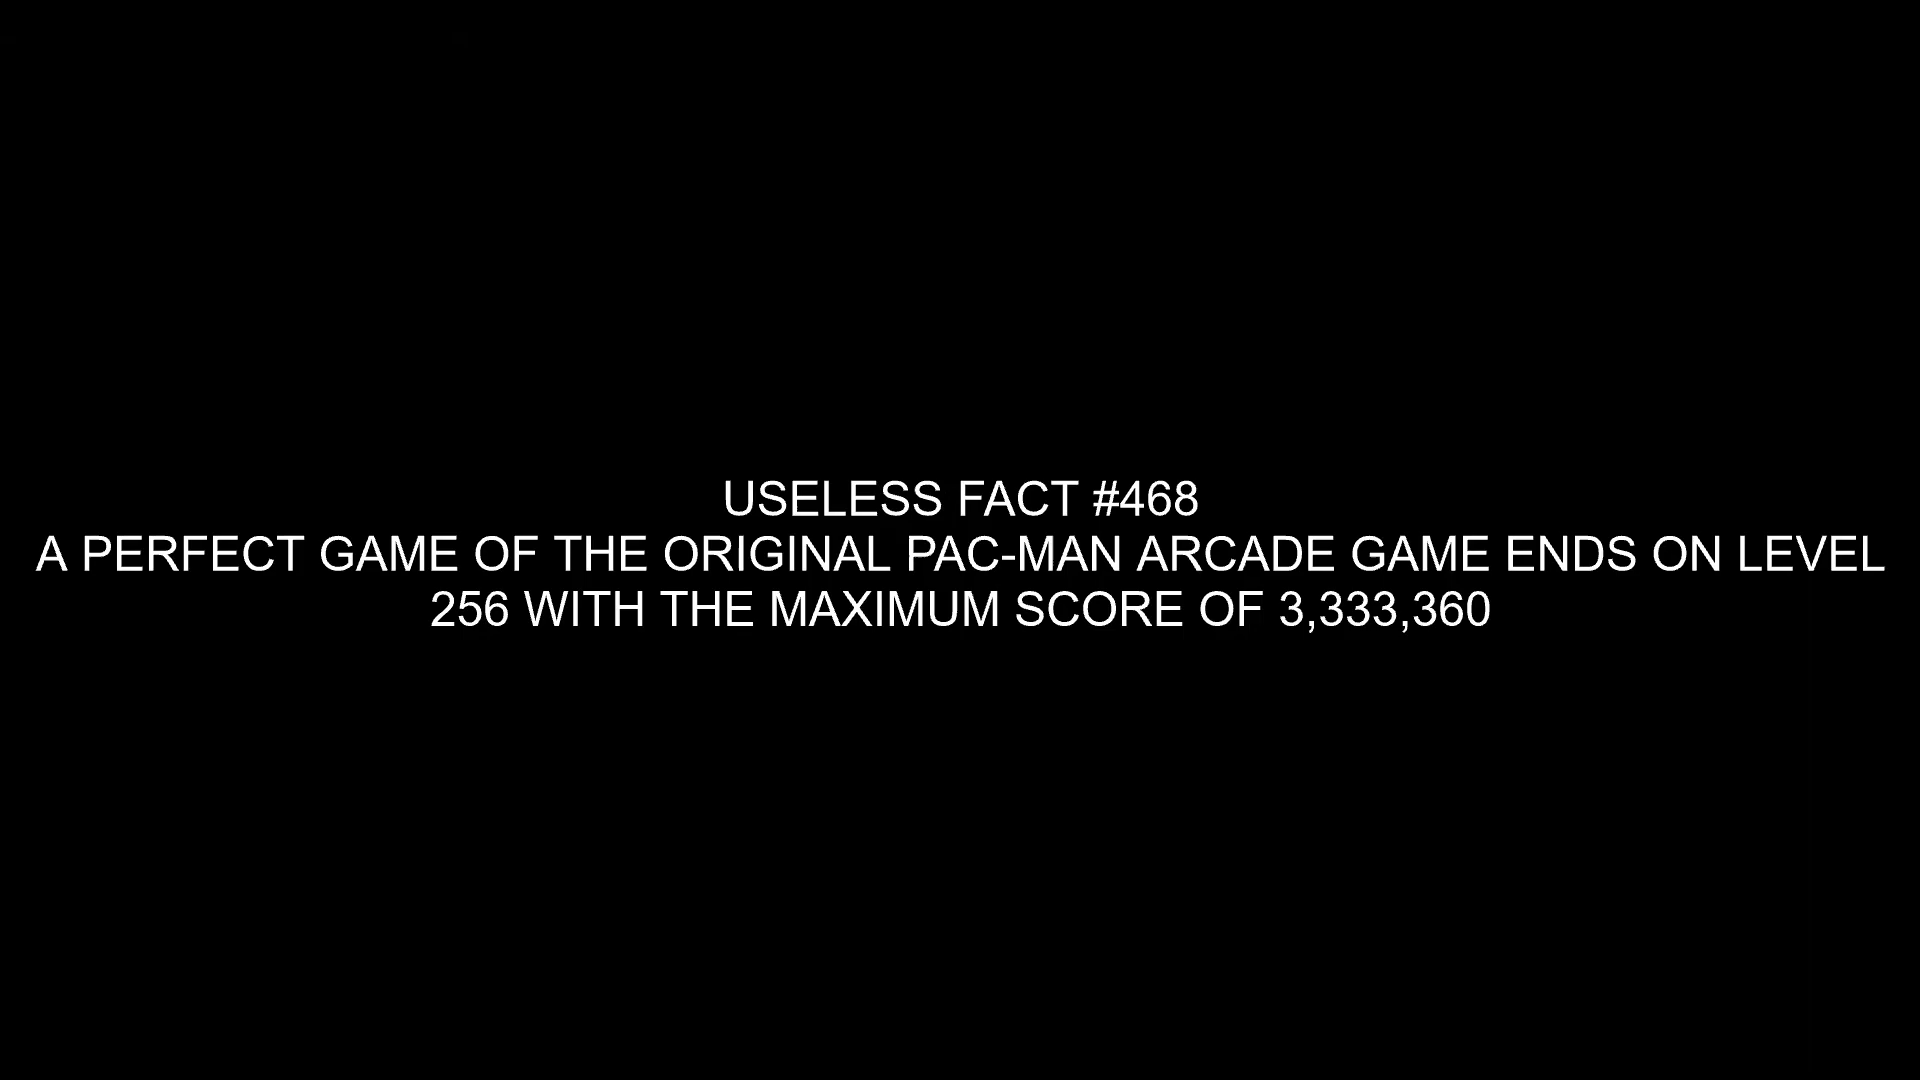 USELESS FACT #468
A PERFECT GAME OF THE ORIGINAL PAC-MAN ARCADE GAME ENDS ON LEVEL
256 WITH THE MAXIMUM SCORE OF 3,333,360